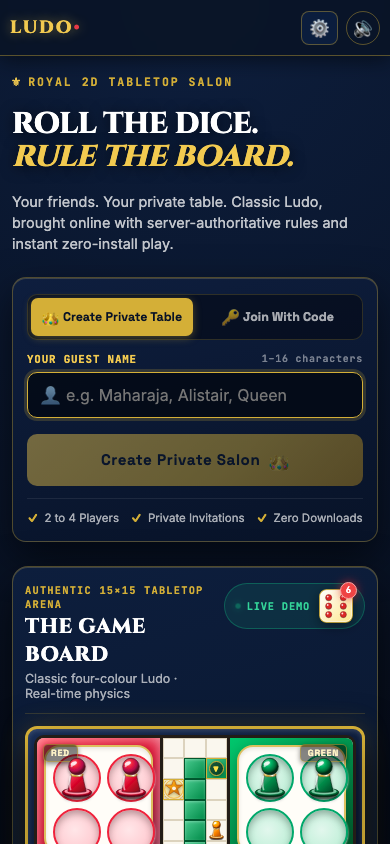 LUDO
⚜ ROYAL 2D TABLETOP SALON
ROLL THE DICE.
RULE THE BOARD.
Your friends. Your private table. Classic Ludo,
brought online with server-authoritative rules and
instant zero-install play.
Create Private Table
Join With Code
YOUR GUEST NAME
1–16 characters
e.g. Maharaja, Alistair, Queen
Create Private Salon
✓ 2 to 4 Players
✓ Private Invitations
✓ Zero Downloads
AUTHENTIC 15×15 TABLETOP
ARENA
THE GAME
BOARD
Classic four-colour Ludo ·
Real-time physics
LIVE DEMO
6
RED
GREEN